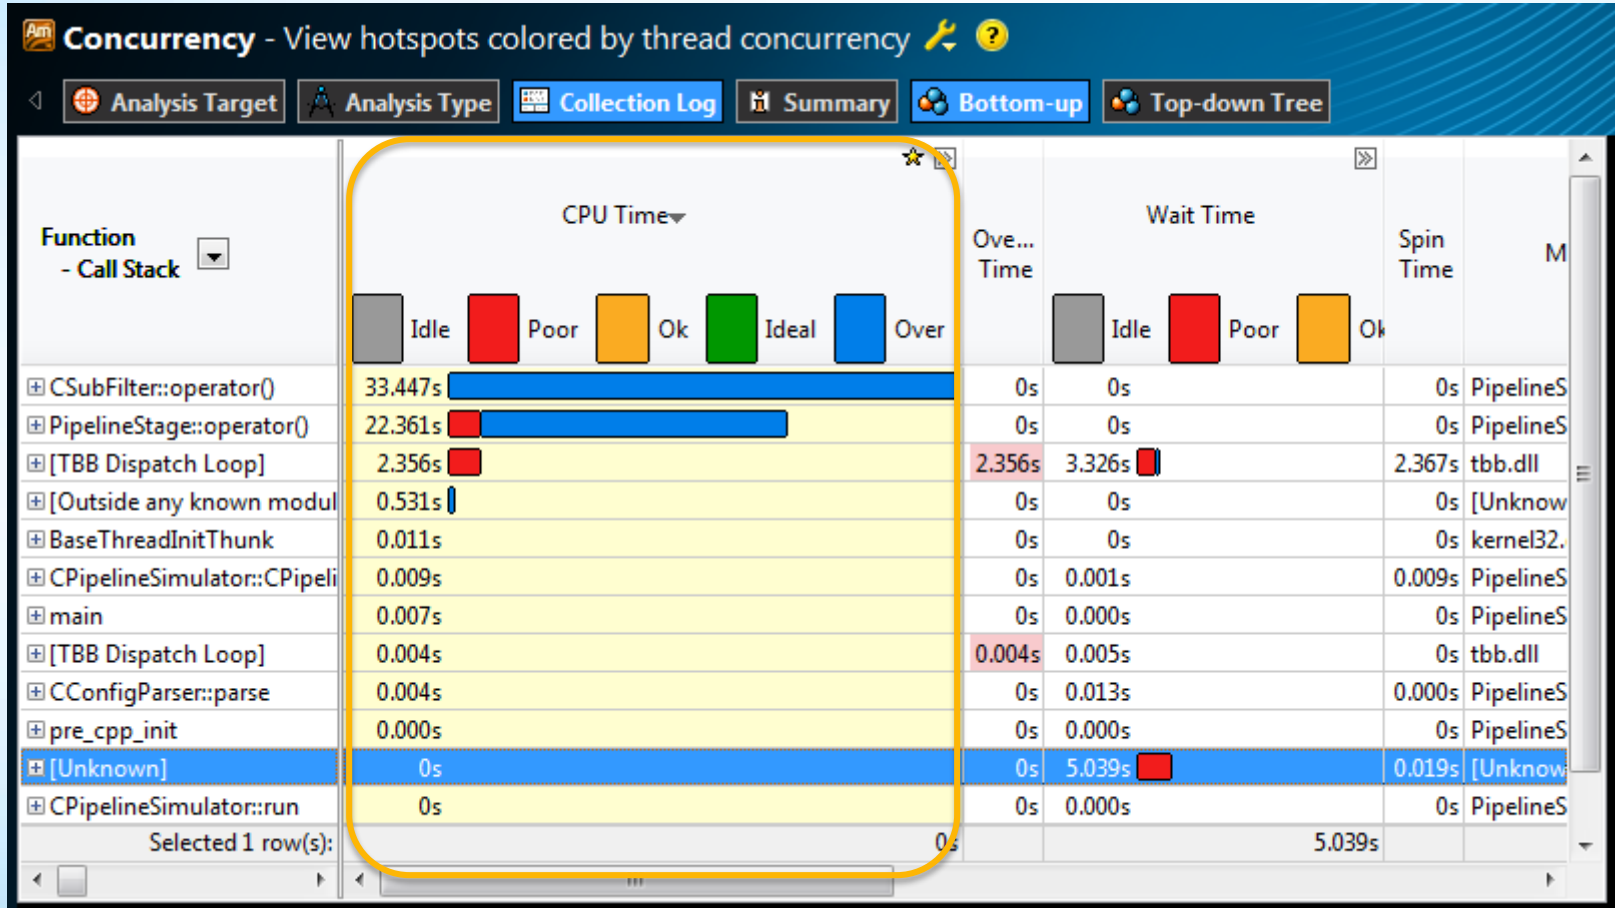 Am Concurrency - View hotspots colored by thread concurrency ?
Analysis Target Analysis Type Collection Log Summary Bottom-up Top-down Tree
Function
- Call Stack
CPU Time
Ove...
Time
Wait Time
Spin
Time
M
Idle Poor Ok Ideal Over Idle Poor Ok
CSubFilter::operator() 33.447s 0s 0s 0s PipelineS
PipelineStage::operator() 22.361s 0s 0s 0s PipelineS
[TBB Dispatch Loop] 2.356s 2.356s 3.326s 2.367s tbb.dll
[Outside any known modul 0.531s 0s 0s 0s [Unknow
BaseThreadInitThunk 0.011s 0s 0s 0s kernel32.
CPipelineSimulator::CPipeli 0.009s 0s 0.001s 0.009s PipelineS
main 0.007s 0s 0.000s 0s PipelineS
[TBB Dispatch Loop] 0.004s 0.004s 0.005s 0s tbb.dll
CConfigParser::parse 0.004s 0s 0.013s 0.000s PipelineS
pre_cpp_init 0.000s 0s 0.000s 0s PipelineS
[Unknown] 0s 0s 5.039s 0.019s [Unknow
CPipelineSimulator::run 0s 0s 0.000s 0s PipelineS
Selected 1 row(s): 0s 5.039s